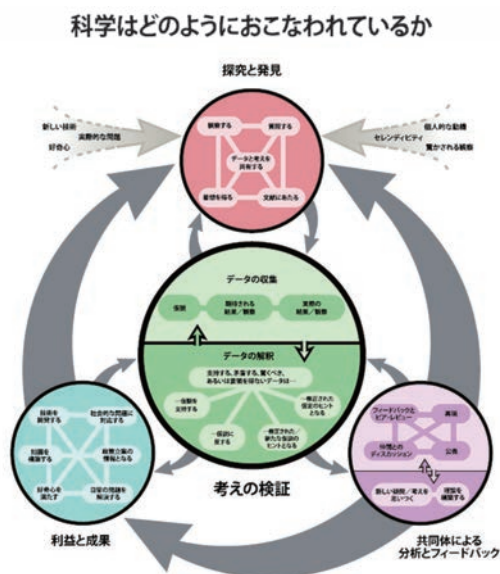 科学はどのようにおこなわれているか
探究と発見
新しい技術
実際的な問題
好奇心
個人的な動機
セレンディピティ
驚かされる観察
観察する
質問する
データと考えを
共有する
着想を得る
文献にあたる
データの収集
仮説
期待される
結果／観察
実際の
結果／観察
データの解釈
支持する、矛盾する、驚くべき、
あるいは要領を得ないデータは…
…仮説を
支持する
…仮説に
反する
…修正された／
新たな仮説の
ヒントとなる
…修正された
仮定のヒント
となる
考えの検証
技術を
開発する
社会的な問題に
対応する
知識を
構築する
政策立案の
情報となる
好奇心を
満たす
日常の問題を
解決する
利益と成果
フィードバックと
ピア・レビュー
再現
仲間との
ディスカッション
公表
新しい疑問／考えを
思いつく
理論を
構築する
共同体による
分析とフィードバック